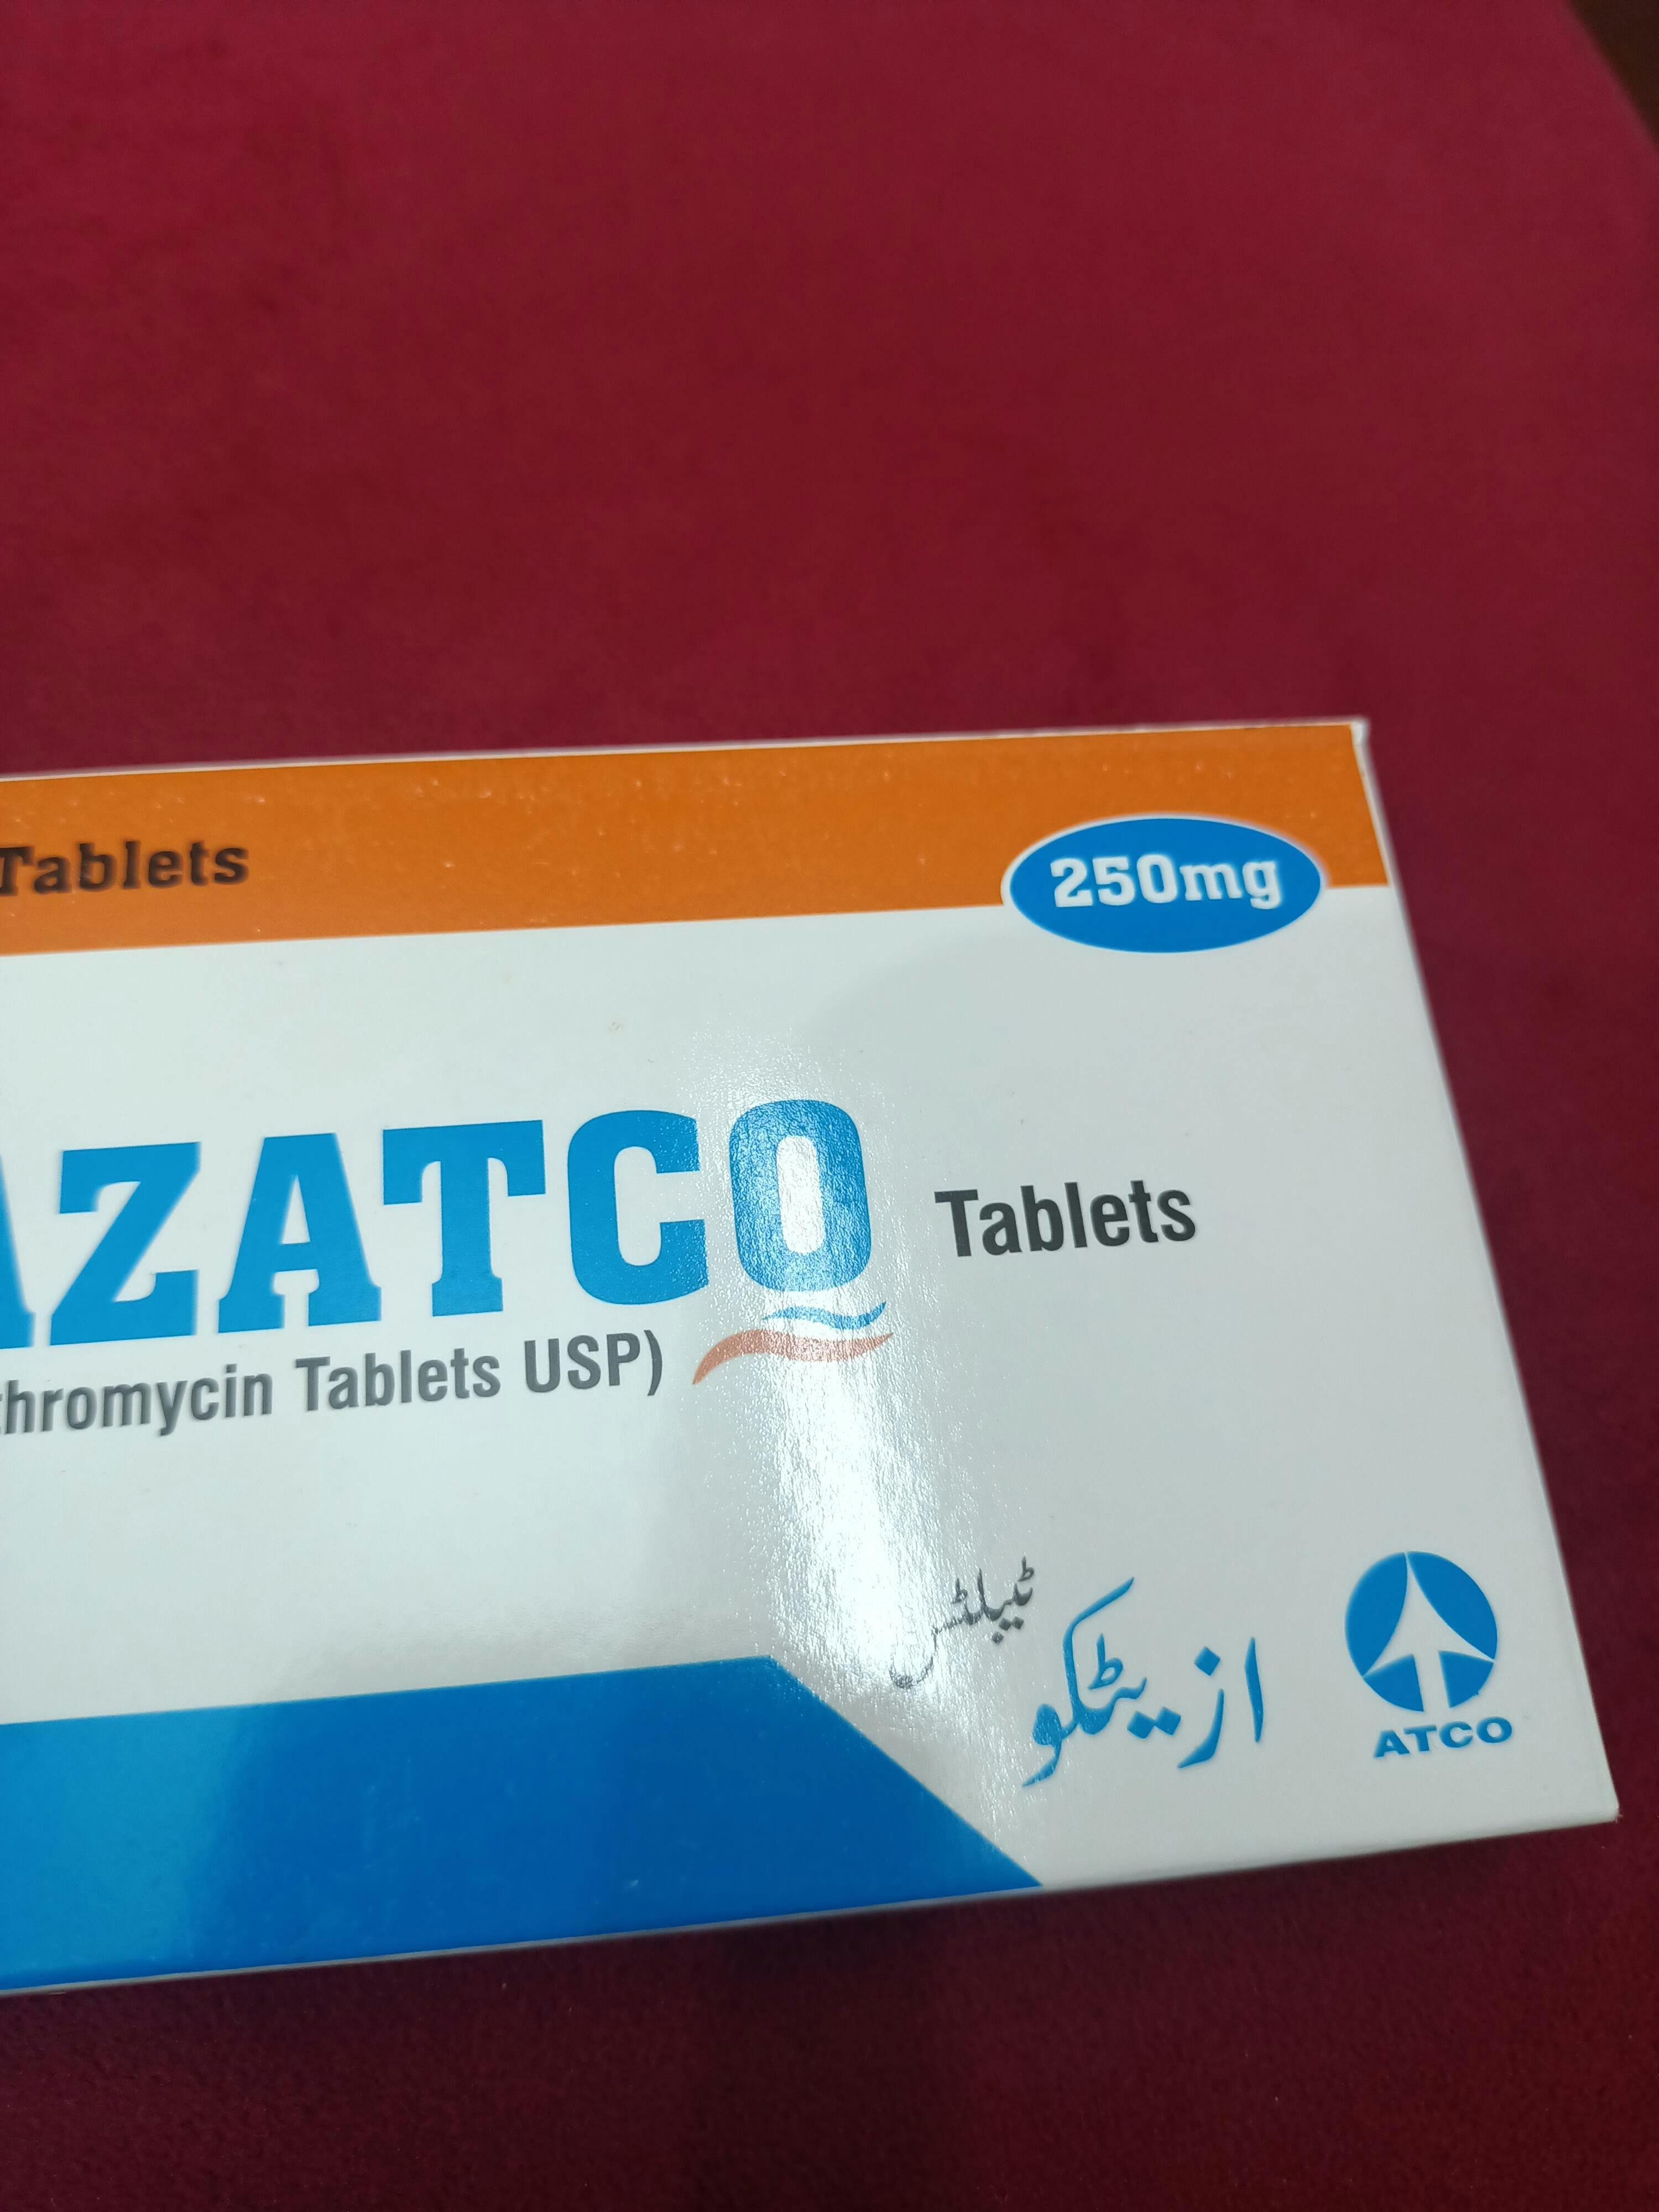 Tablets
250mg
AZATCO Tablets
thromycin Tablets USP)
ازیٹکو ٹیبلٹس
ATCO